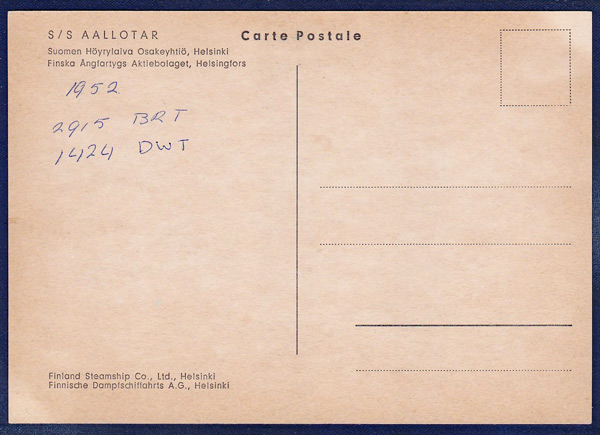 S/S AALLOTAR
Carte Postale
Suomen Höyrylaiva Osakeyhtiö, Helsinki
Finska Ångfartygs Aktiebolaget, Helsingfors
1952
2915 BRT
1424 DWT
Finland Steamship Co., Ltd., Helsinki
Finnische Dampfschiffahrts A.G., Helsinki